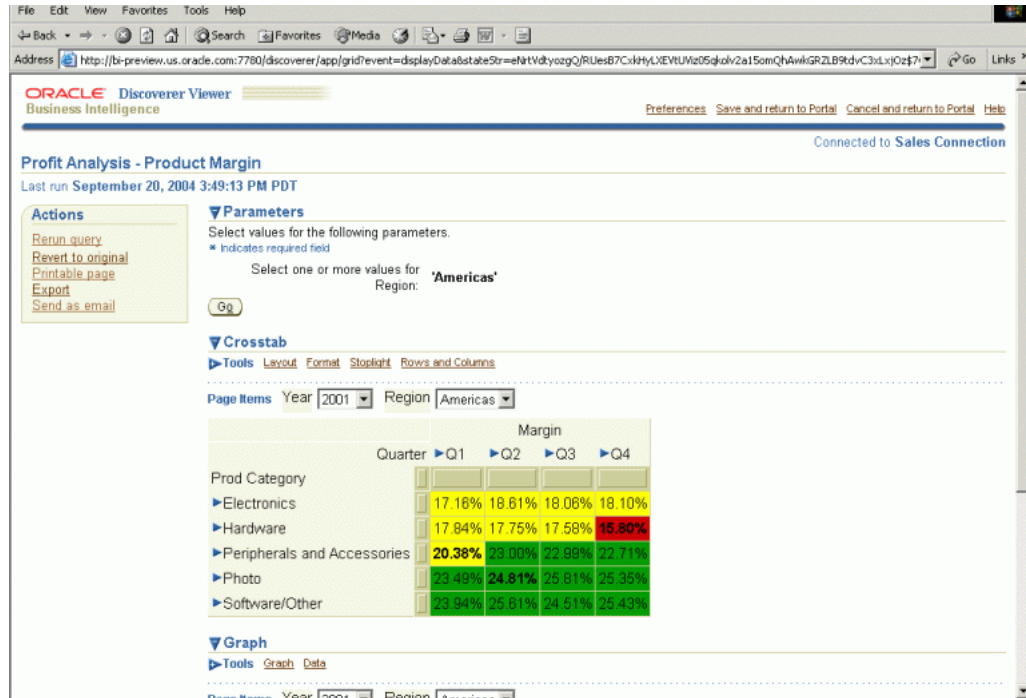 File Edit View Favorites Tools Help
Back Search Favorites Media
Address http://bi-preview.us.oracle.com:7780/discoverer/app/grid?event=displayData&stateStr= Go Links
ORACLE Discoverer Viewer
Business Intelligence
Preferences Save and return to Portal Cancel and return to Portal Help
Connected to Sales Connection
Profit Analysis - Product Margin
Last run September 20, 2004 3:49:13 PM PDT
Actions
Rerun query
Revert to original
Printable page
Export
Send as email
Parameters
Select values for the following parameters.
* Indicates required field
Select one or more values for
Region:
'Americas'
Go
Crosstab
Tools Layout Format Stoplight Rows and Columns
Page Items Year 2001 Region Americas
Margin
Quarter Q1 Q2 Q3 Q4
Prod Category
Electronics 17.16% 18.61% 18.06% 18.10%
Hardware 17.84% 17.75% 17.58% 15.80%
Peripherals and Accessories 20.38% 23.00% 22.99% 22.71%
Photo 23.49% 24.81% 25.81% 25.35%
Software/Other 23.94% 25.61% 24.51% 25.43%
Graph
Tools Graph Data
Page Items Year 2001 Region Americas